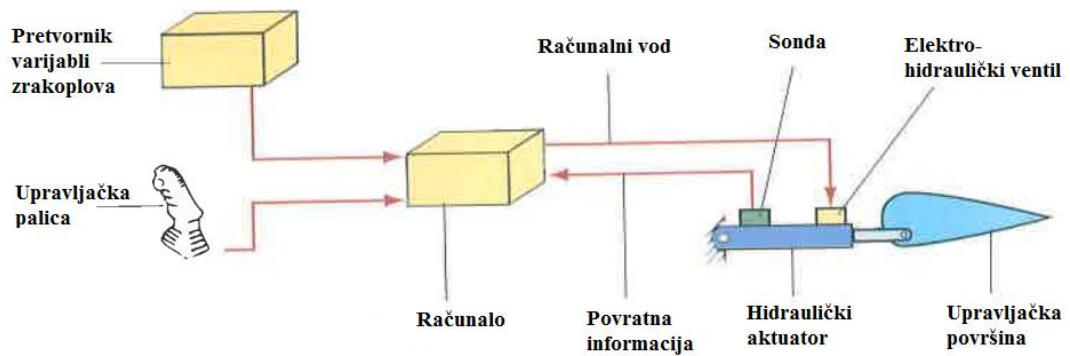 Pretvornik
varijabli
zrakoplova
Računalni vod
Sonda
Elektro-
hidraulički ventil
Upravljačka
palica
Računalo
Povratna
informacija
Hidraulički
aktuator
Upravljačka
površina